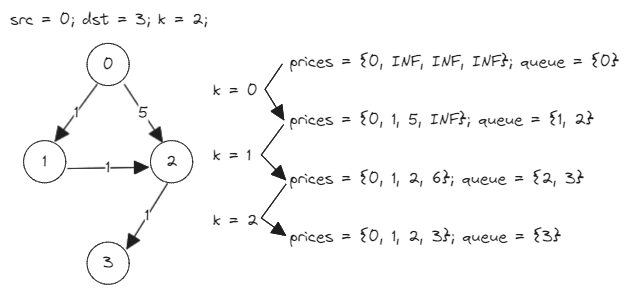 src = 0; dst = 3; k = 2;
0
1
5
1
1
2
1
3
prices = {0, INF, INF, INF}; queue = {0}
k = 0
prices = {0, 1, 5, INF}; queue = {1, 2}
k = 1
prices = {0, 1, 2, 6}; queue = {2, 3}
k = 2
prices = {0, 1, 2, 3}; queue = {3}